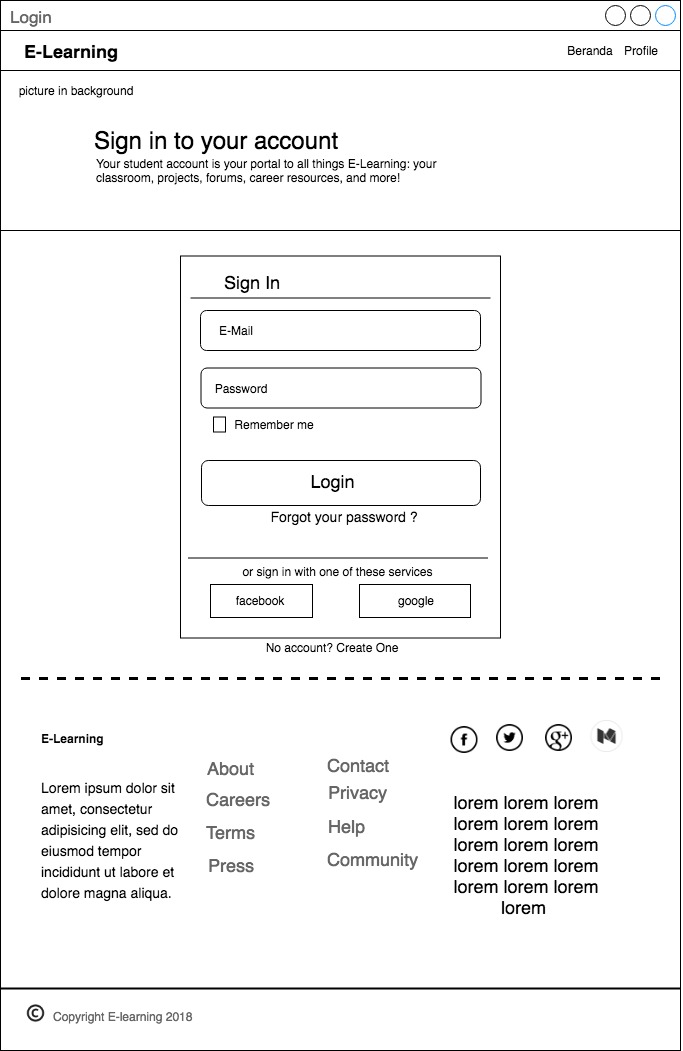 Login
E-Learning
Beranda Profile
picture in background
Sign in to your account
Your student account is your portal to all things E-Learning: your
classroom, projects, forums, career resources, and more!
Sign In
E-Mail
Password
Remember me
Login
Forgot your password ?
or sign in with one of these services
facebook
google
No account? Create One
E-Learning
Lorem ipsum dolor sit
amet, consectetur
adipisicing elit, sed do
eiusmod tempor
incididunt ut labore et
dolore magna aliqua.
About
Careers
Terms
Press
Contact
Privacy
Help
Community
f
g+
M
lorem lorem lorem
lorem lorem lorem
lorem lorem lorem
lorem lorem lorem
lorem lorem lorem
lorem
© Copyright E-learning 2018